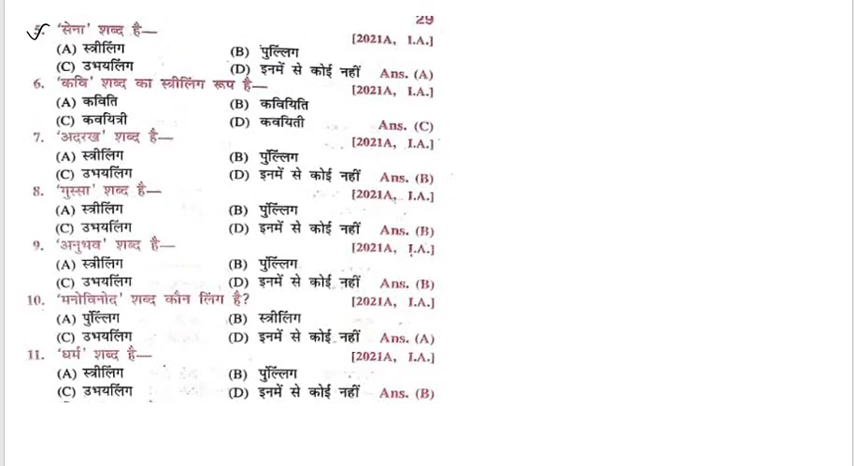 29
5. 'सेना' शब्द है—
[2021A, I.A.]
(A) स्त्रीलिंग (B) पुल्लिंग
(C) उभयलिंग (D) इनमें से कोई नहीं Ans. (A)
6. 'कवि' शब्द का स्त्रीलिंग रूप है—
[2021A, I.A.]
(A) कविति (B) कवियिति
(C) कवयित्री (D) कवयिती Ans. (C)
7. 'अदरख' शब्द है—
[2021A, I.A.]
(A) स्त्रीलिंग (B) पुँल्लिग
(C) उभयलिंग (D) इनमें से कोई नहीं Ans. (B)
8. 'गुस्सा' शब्द है—
[2021A, I.A.]
(A) स्त्रीलिंग (B) पुँल्लिग
(C) उभयलिंग (D) इनमें से कोई नहीं Ans. (B)
9. 'अनुभव' शब्द है—
[2021A, I.A.]
(A) स्त्रीलिंग (B) पुँल्लिग
(C) उभयलिंग (D) इनमें से कोई नहीं Ans. (B)
10. 'मनोविनोद' शब्द कौन लिंग है? [2021A, I.A.]
(A) पुँल्लिग (B) स्त्रीलिंग
(C) उभयलिंग (D) इनमें से कोई नहीं Ans. (A)
11. 'धर्म' शब्द है— [2021A, I.A.]
(A) स्त्रीलिंग (B) पुँल्लिग
(C) उभयलिंग (D) इनमें से कोई नहीं Ans. (B)